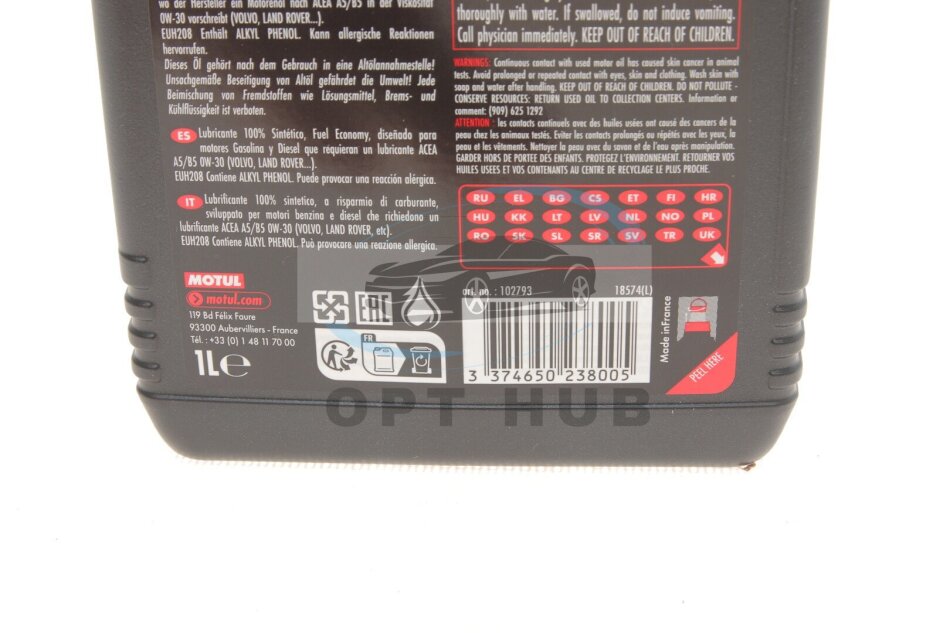 wo der Hersteller ein Motorenöl nach ACEA A5/B5 in der Viskosität
0W-30 vorschreibt (VOLVO, LAND ROVER...).
EUH208 Enthält ALKYL PHENOL. Kann allergische Reaktionen
hervorrufen.
Dieses Öl gehört nach dem Gebrauch in eine Altölannahmestelle!
Unsachgemäße Beseitigung von Altöl gefährdet die Umwelt! Jede
Beimischung von Fremdstoffen wie Lösungsmittel, Brems- und
Kühlflüssigkeit ist verboten.
ES Lubricante 100% Sintético, Fuel Economy, diseñado para
motores Gasolina y Diesel que requieran un lubricante ACEA
A5/B5 0W-30 (VOLVO, LAND ROVER...).
EUH208 Contiene ALKYL PHENOL. Puede provocar una reacción alérgica.
IT Lubrificante 100% sintetico, a risparmio di carburante,
sviluppato per motori benzina e diesel che richiedono un
lubrificante ACEA A5/B5 0W-30 (VOLVO, LAND ROVER, etc).
EUH208 Contiene ALKYL PHENOL. Può provocare una reazione allergica.
MOTUL
motul.com
119 Bd Félix Faure
93300 Aubervilliers - France
Tél. : +33 (0) 1 48 11 70 00
1L e
EAC
FR
thoroughly with water. If swallowed, do not induce vomiting.
Call physician immediately. KEEP OUT OF REACH OF CHILDREN.
WARNINGS: Continuous contact with used motor oil has caused skin cancer in animal
tests. Avoid prolonged or repeated contact with eyes, skin and clothing. Wash skin with
soap and water after handling. KEEP OUT OF REACH OF CHILDREN. DO NOT POLLUTE -
CONSERVE RESOURCES: RETURN USED OIL TO COLLECTION CENTERS. Information or
comment: (909) 625 1292
ATTENTION : les contacts continuels avec des huiles usées ont causé des cancers de la
peau chez les animaux testés. Eviter les contacts prolongés ou répétés avec les yeux, la
peau et les vêtements. Nettoyer la peau avec du savon et de l'eau après manipulation.
GARDER HORS DE PORTEE DES ENFANTS. PROTEGEZ L'ENVIRONNEMENT. RETOURNER VOS
HUILES USEES ET VOS CONTENANTS AU CENTRE DE RECYCLAGE LE PLUS PROCHE.
RU EL BG CS ET FI HR
HU KK LT LV NL NO PL
RO SK SL SR SV TR UK
art. no. : 102793 18574(L)
3 374650 238005
Made in France
PEEL HERE
OPT HUB